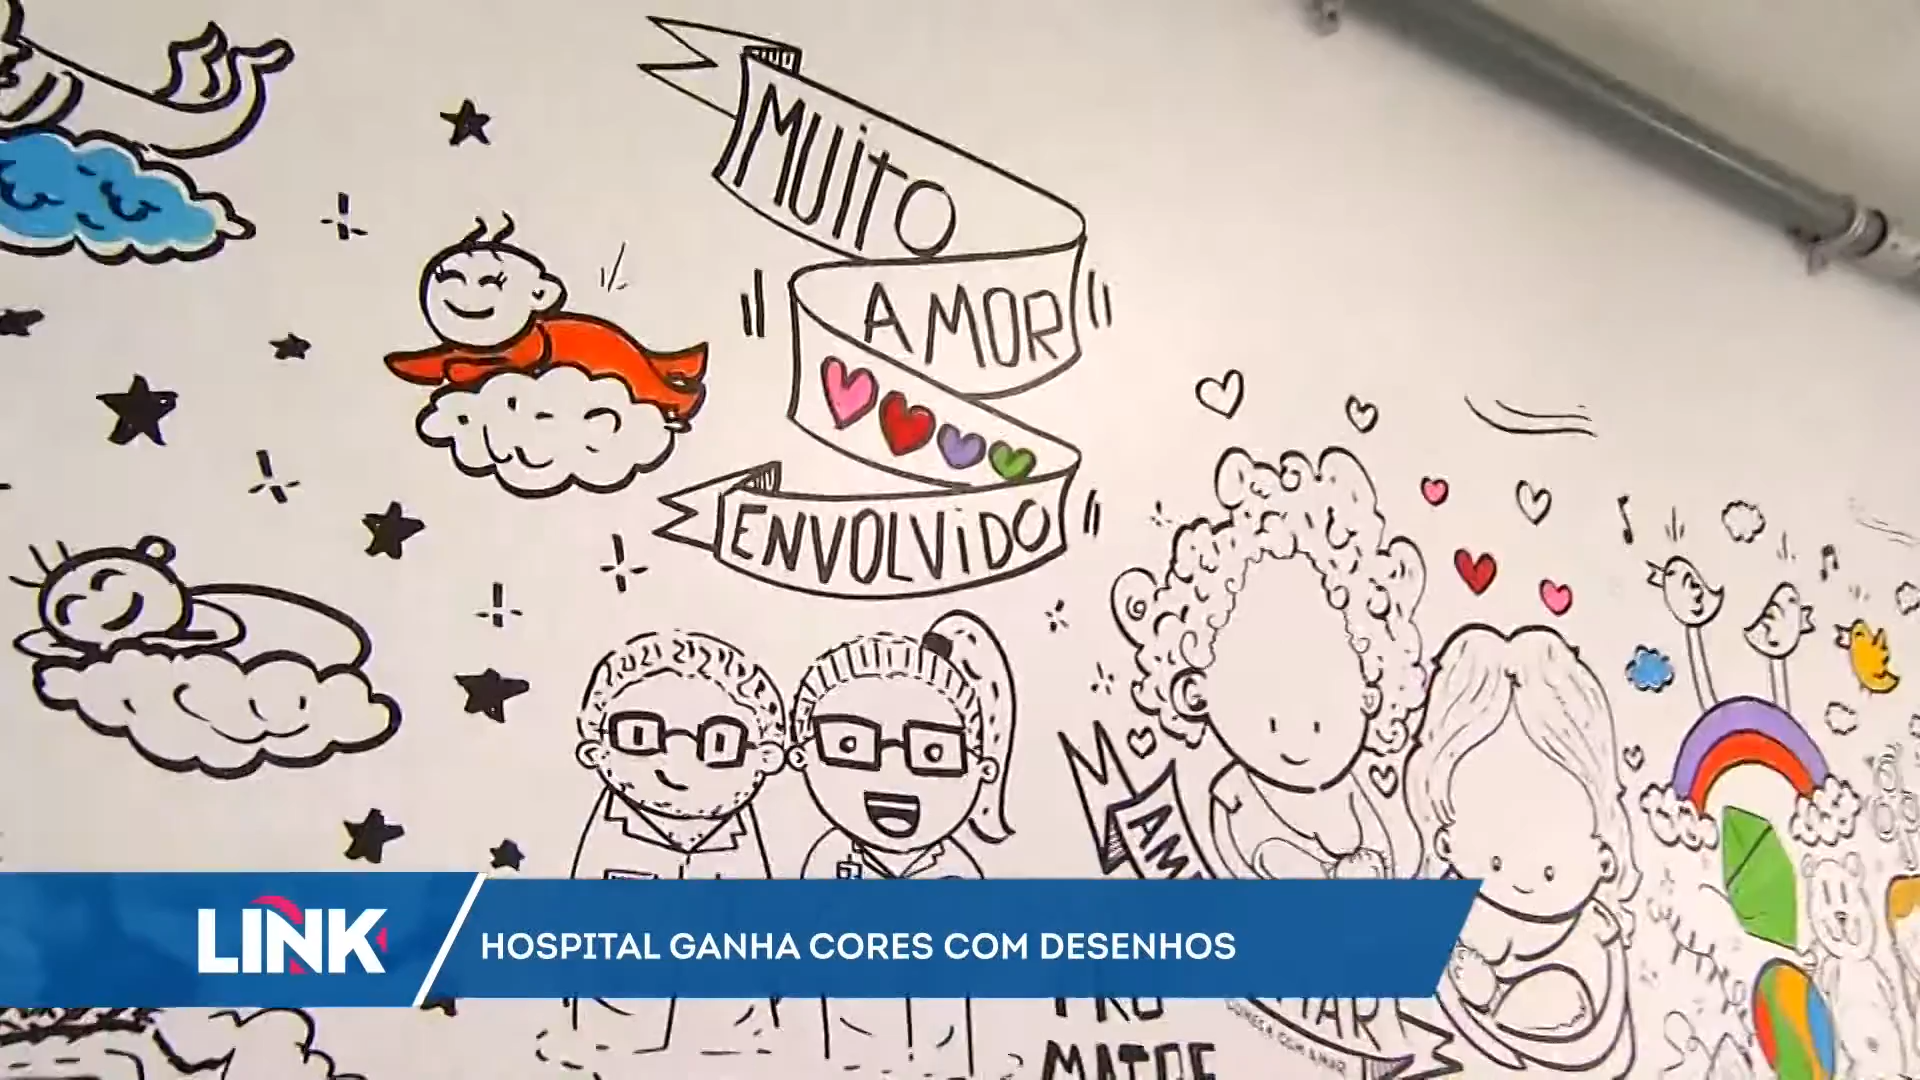 MUiTO
AMOR
ENVOLViDO
LINK
HOSPITAL GANHA CORES COM DESENHOS